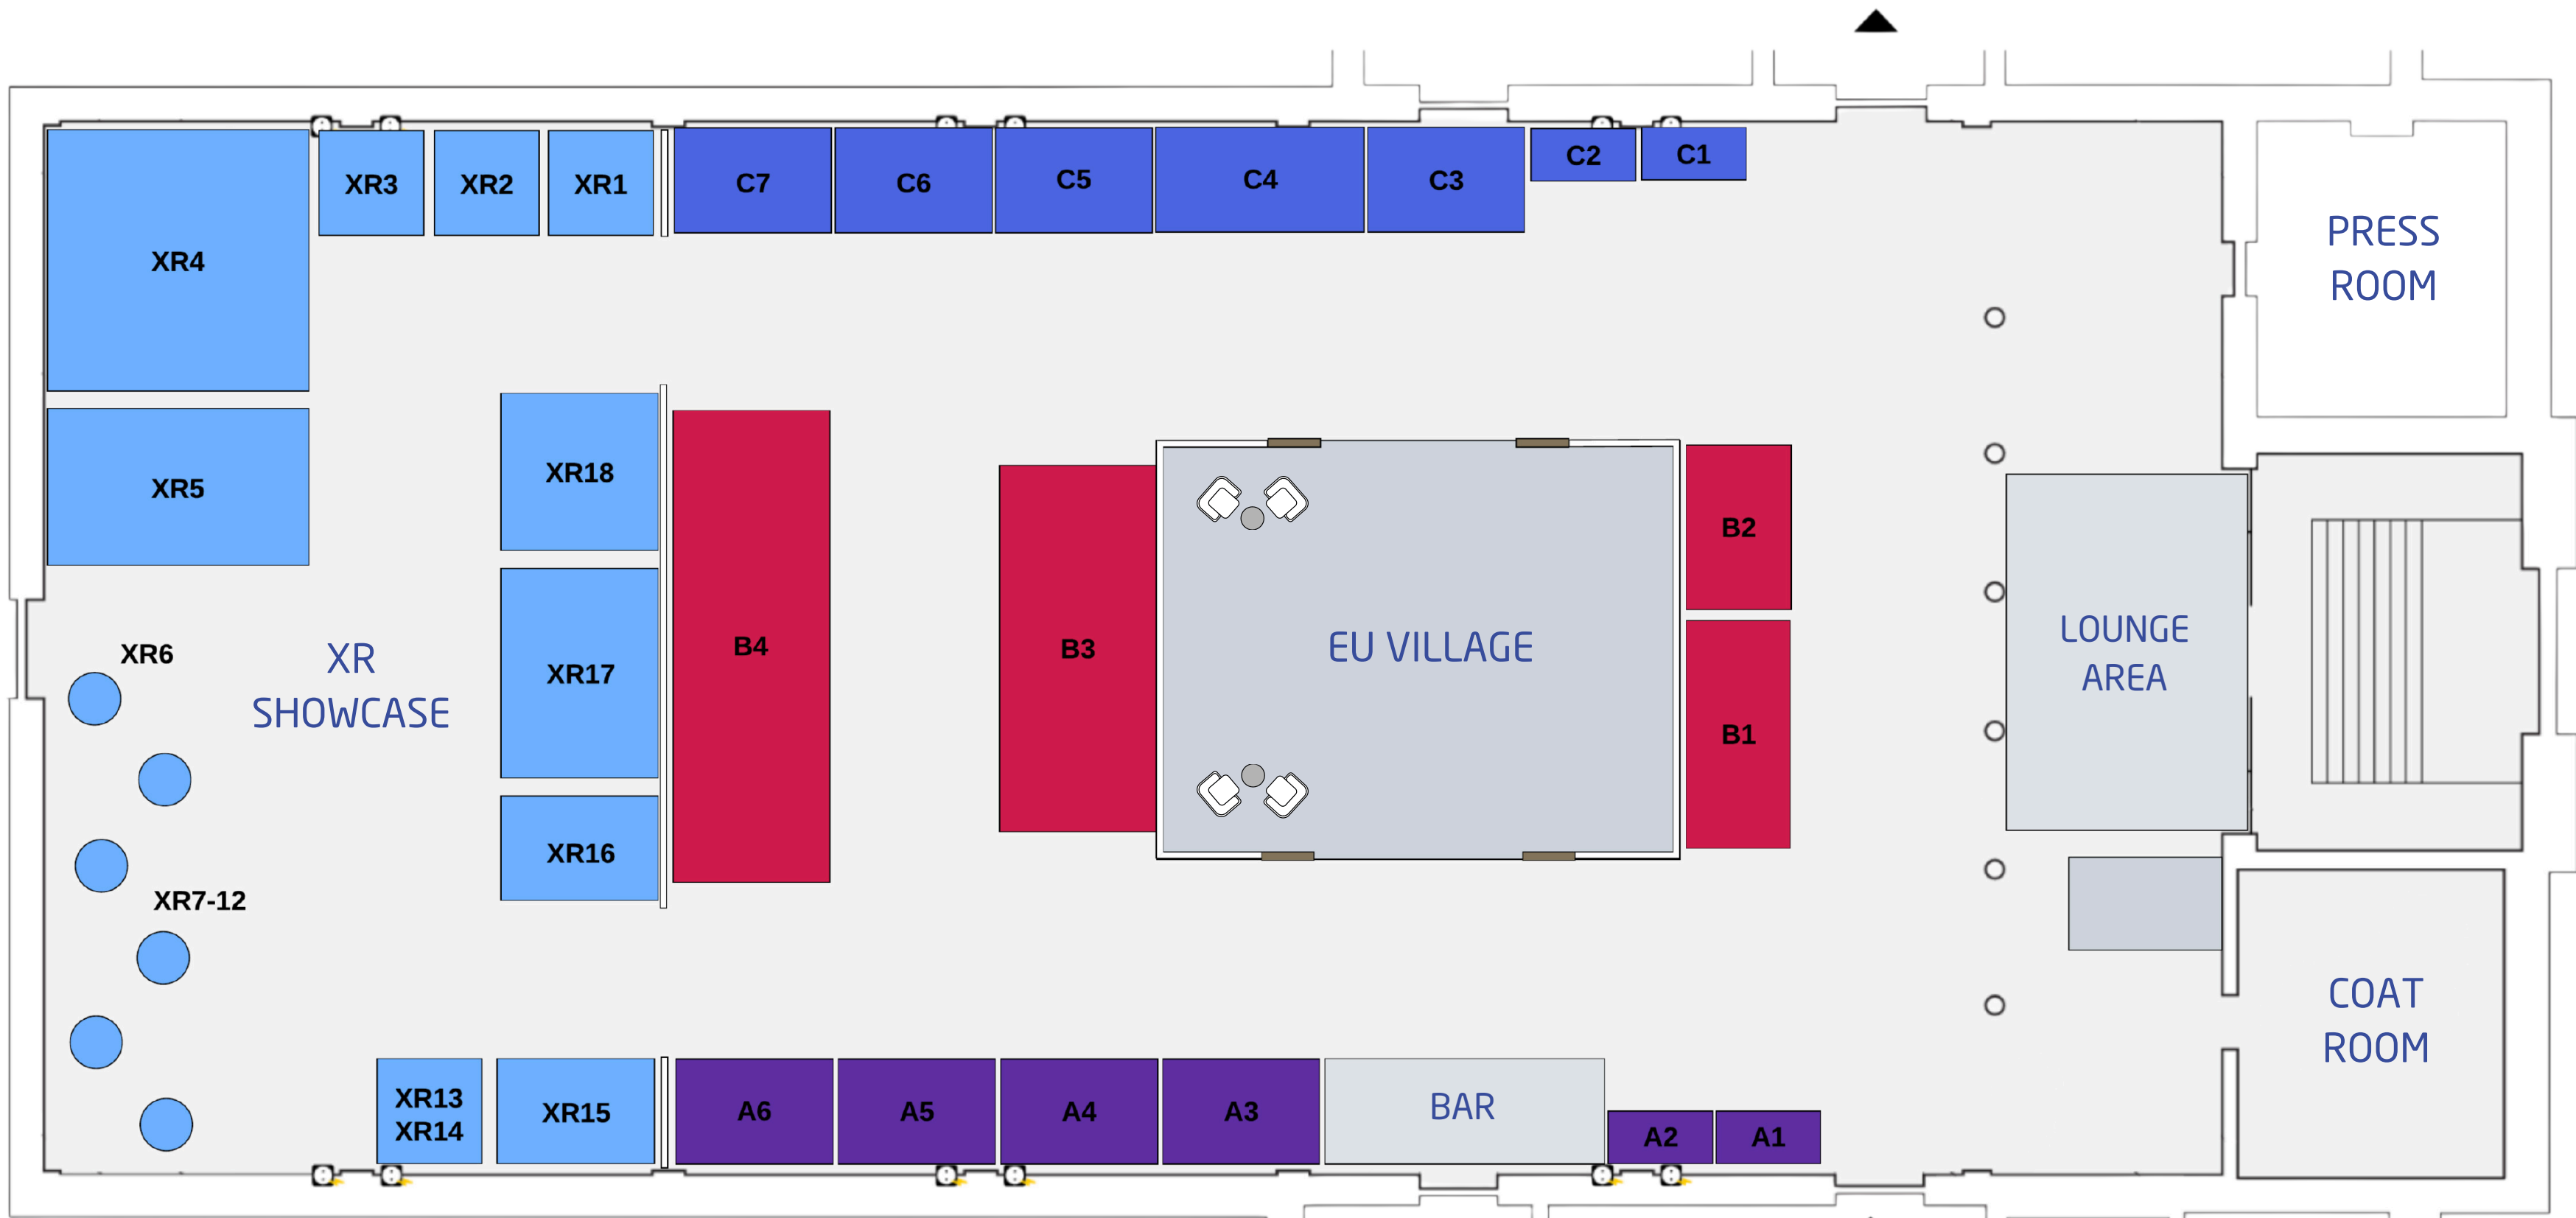 XR3
XR2
XR1
C7
C6
C5
C4
C3
C2
C1
XR4
PRESS
ROOM
XR5
XR18
B2
XR17
B4
B3
EU VILLAGE
B1
LOUNGE
AREA
XR6
XR
SHOWCASE
XR16
XR7-12
COAT
ROOM
XR13
XR14
XR15
A6
A5
A4
A3
BAR
A2
A1